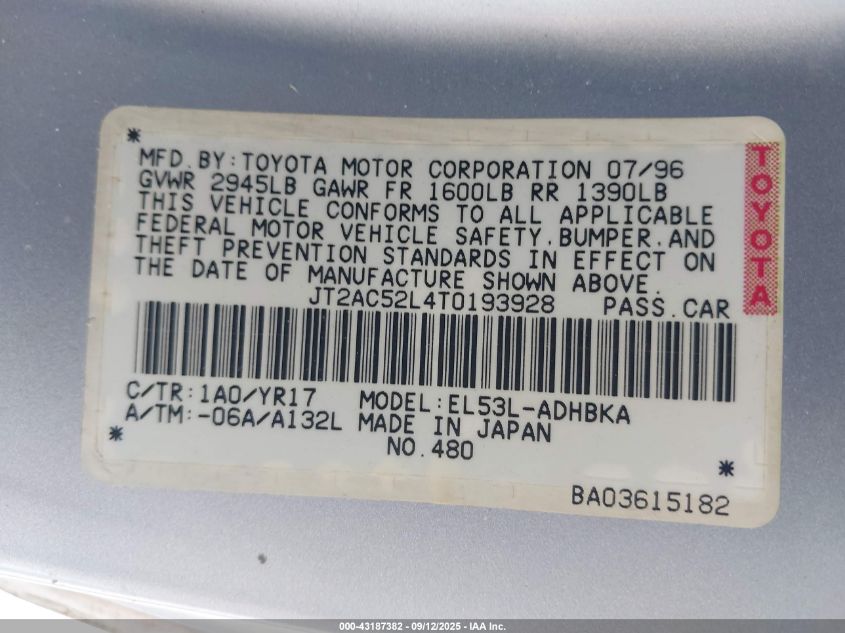 MFD.BY:TOYOTA MOTOR CORPORATION 07/96
GVWR 2945LB GAWR FR 1600LB RR 1390LB
THIS VEHICLE CONFORMS TO ALL APPLICABLE
FEDERAL MOTOR VEHICLE SAFETY,BUMPER,AND
THEFT PREVENTION STANDARDS IN EFFECT ON
THE DATE OF MANUFACTURE SHOWN ABOVE.
JT2AC52L4T0193928 PASS.CAR
TOYOTA
C/TR:1A0/YR17 MODEL:EL53L-ADHBKA
A/TM:-06A/A132L MADE IN JAPAN
NO.480
BA03615182
000-43187382 - 09/12/2025 - IAA Inc.